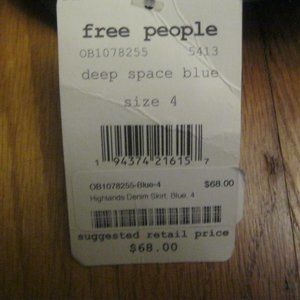 free people
OB1078255 5413
deep space blue
size 4
1 94374 21615 7
OB1078255-Blue-4 $68.00
Highlands Denim Skirt, Blue, 4
suggested retail price
$68.00